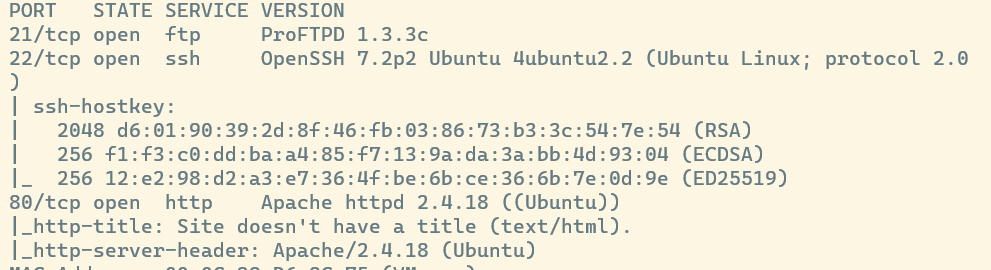 PORT   STATE SERVICE VERSION
21/tcp open  ftp     ProFTPD 1.3.3c
22/tcp open  ssh     OpenSSH 7.2p2 Ubuntu 4ubuntu2.2 (Ubuntu Linux; protocol 2.0
)
| ssh-hostkey:
|   2048 d6:01:90:39:2d:8f:46:fb:03:86:73:b3:3c:54:7e:54 (RSA)
|   256 f1:f3:c0:dd:ba:a4:85:f7:13:9a:da:3a:bb:4d:93:04 (ECDSA)
|_  256 12:e2:98:d2:a3:e7:36:4f:be:6b:ce:36:6b:7e:0d:9e (ED25519)
80/tcp open  http    Apache httpd 2.4.18 ((Ubuntu))
|_http-title: Site doesn't have a title (text/html).
|_http-server-header: Apache/2.4.18 (Ubuntu)